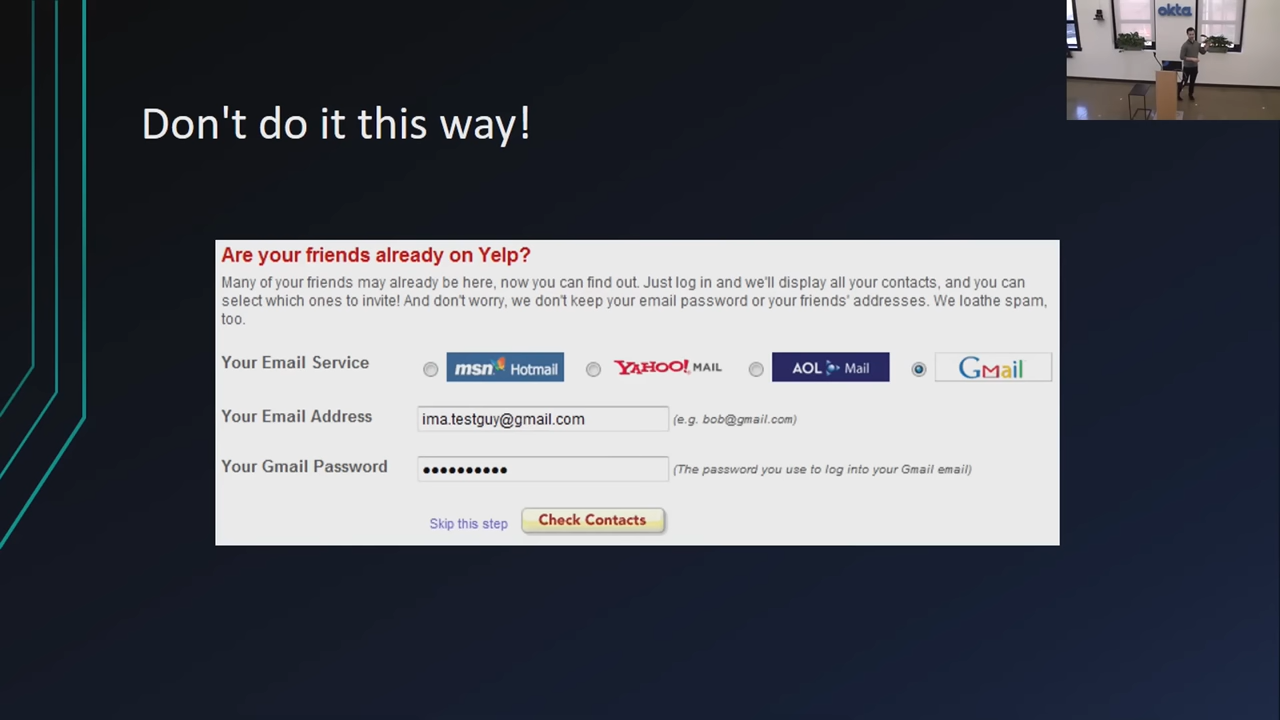 okta
Don't do it this way!
Are your friends already on Yelp?
Many of your friends may already be here, now you can find out. Just log in and we'll display all your contacts, and you can
select which ones to invite! And don't worry, we don't keep your email password or your friends' addresses. We loathe spam,
too.
Your Email Service
msn Hotmail
YAHOO! MAIL
AOL Mail
Gmail
Your Email Address
ima.testguy@gmail.com
(e.g. bob@gmail.com)
Your Gmail Password
••••••••••
(The password you use to log into your Gmail email)
Skip this step
Check Contacts